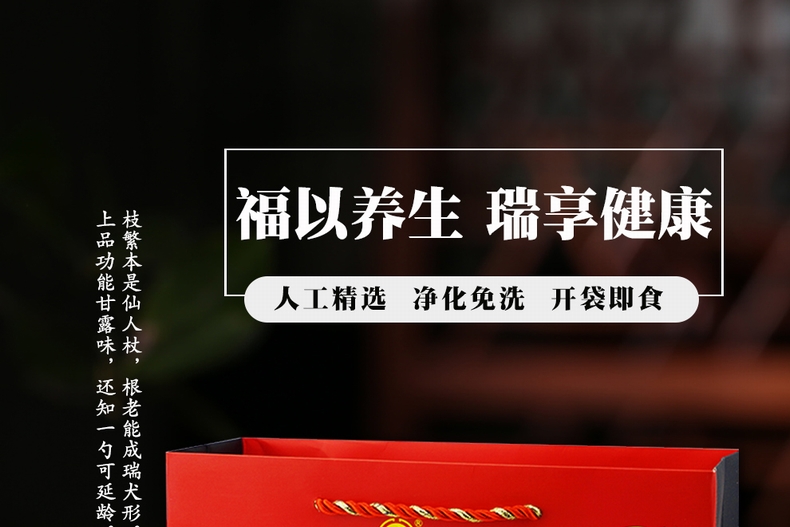 福以养生 瑞享健康
人工精选 净化免洗 开袋即食
枝繁本是仙人杖，根老能成瑞犬形
上品功能甘露味，还知一勺可延龄